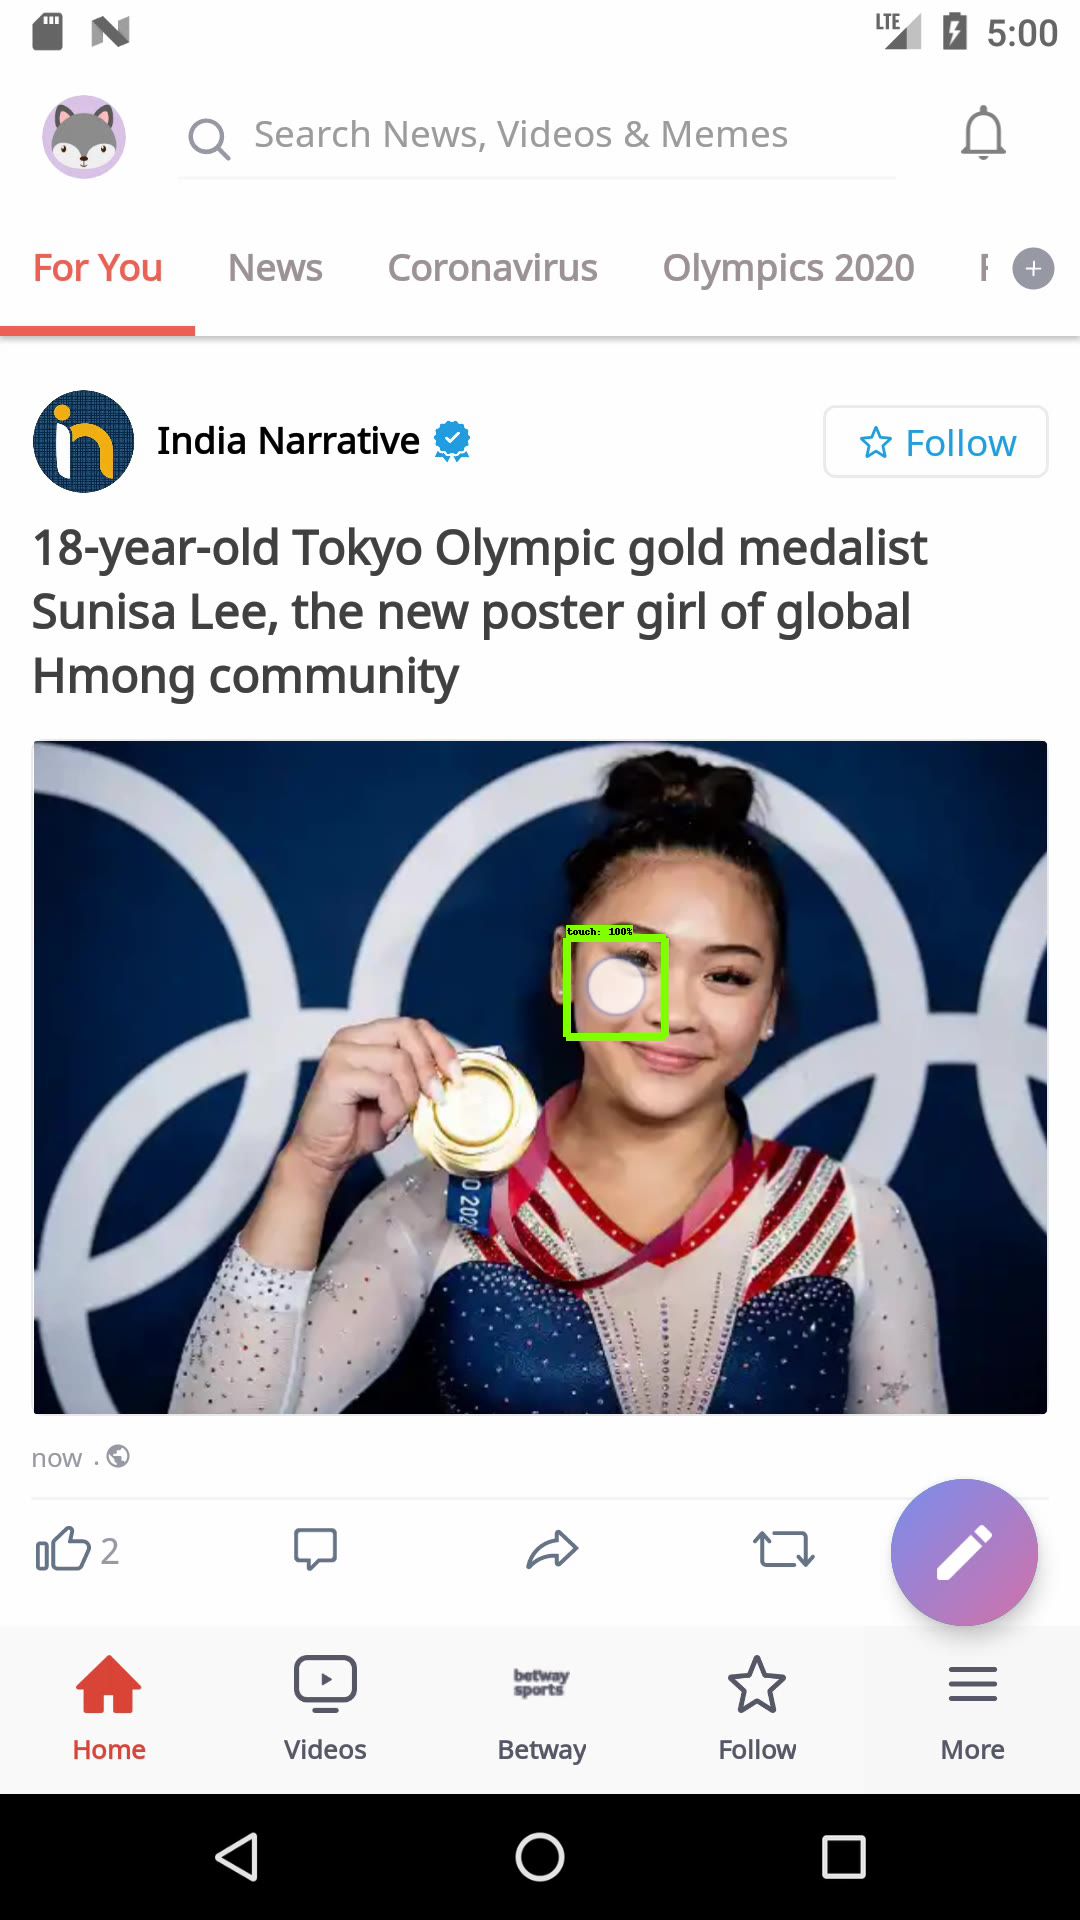 LTE 5:00
Search News, Videos & Memes
For You News Coronavirus Olympics 2020
India Narrative Follow
18-year-old Tokyo Olympic gold medalist
Sunisa Lee, the new poster girl of global
Hmong community
touch: 100%
now .
2
betway
sports
Home Videos Betway Follow More